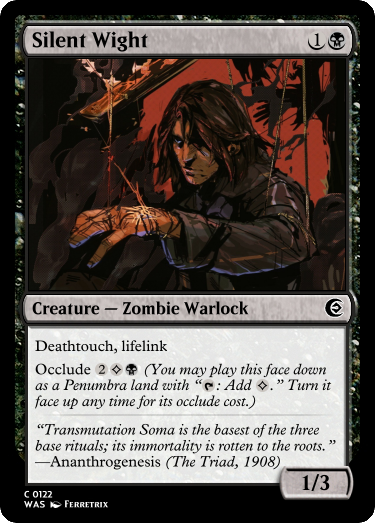 Silent Wight 1
Creature — Zombie Warlock
Deathtouch, lifelink
Occlude 2 (You may play this face down
as a Penumbra land with “: Add .” Turn it
face up any time for its occlude cost.)
“Transmutation Soma is the basest of the three
base rituals; its immortality is rotten to the roots.”
—Ananthrogenesis (The Triad, 1908)
1/3
C 0122
WAS Ferretrix